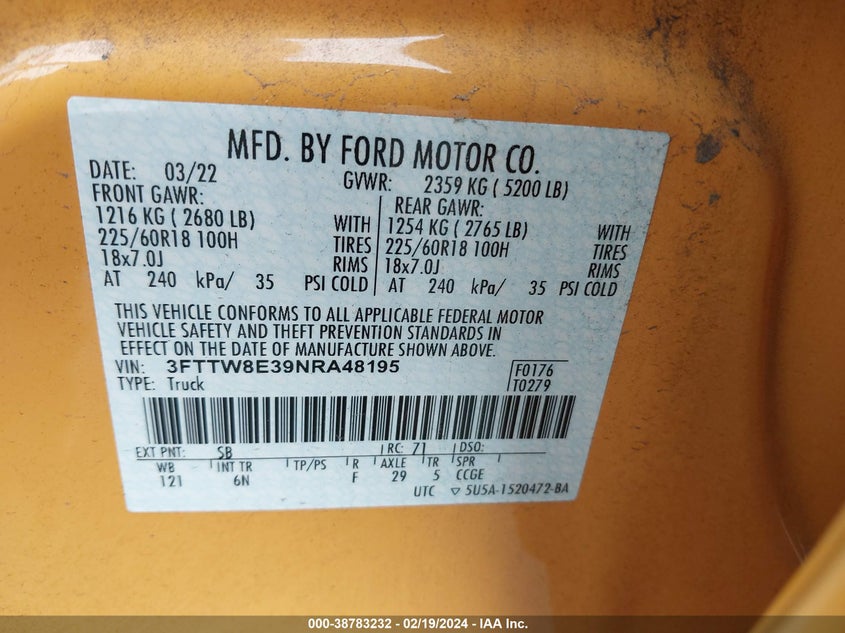 MFD. BY FORD MOTOR CO.
DATE: 03/22 GVWR: 2359 KG ( 5200 LB)
FRONT GAWR: REAR GAWR:
1216 KG ( 2680 LB) WITH 1254 KG ( 2765 LB) WITH
225/60R18 100H TIRES 225/60R18 100H TIRES
18x7.0J RIMS 18x7.0J RIMS
AT 240 kPa/ 35 PSI COLD AT 240 kPa/ 35 PSI COLD
THIS VEHICLE CONFORMS TO ALL APPLICABLE FEDERAL MOTOR
VEHICLE SAFETY AND THEFT PREVENTION STANDARDS IN
EFFECT ON THE DATE OF MANUFACTURE SHOWN ABOVE.
VIN: 3FTTW8E39NRA48195 F0176
TYPE: Truck T0279
EXT PNT: SB RC: 71 DSO:
WB INT TR TP/PS R AXLE TR SPR
121 6N F 29 5 CCGE
UTC ▽ 5U5A-1520472-BA
000-38783232 - 02/19/2024 - IAA Inc.